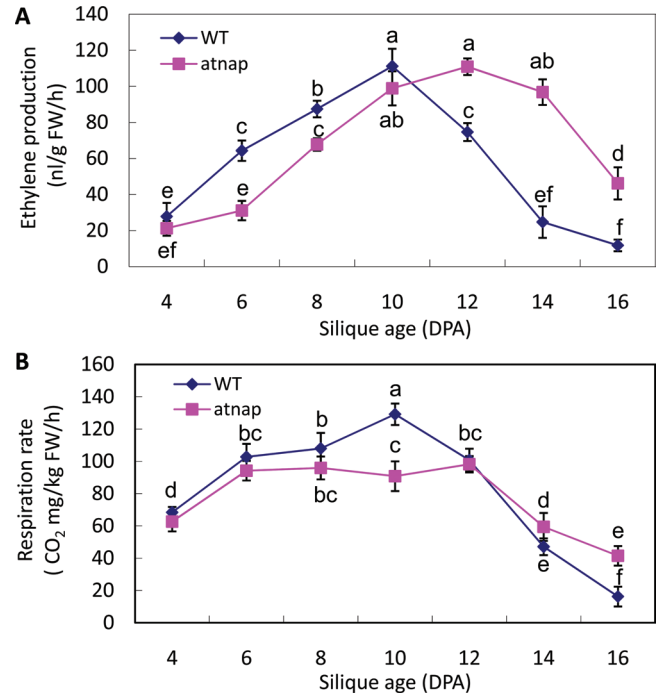 A
Ethylene production
(nl/g FW/h)
140
120
100
80
60
40
20
0
WT
atnap
e
ef
c
e
b
c
a
ab
a
c
ab
ef
d
f
4 6 8 10 12 14 16
Silique age (DPA)
B
Respiration rate
( CO2 mg/kg FW/h)
160
140
120
100
80
60
40
20
0
WT
atnap
d
bc
b
bc
a
c
bc
d
e
e
f
4 6 8 10 12 14 16
Silique age (DPA)